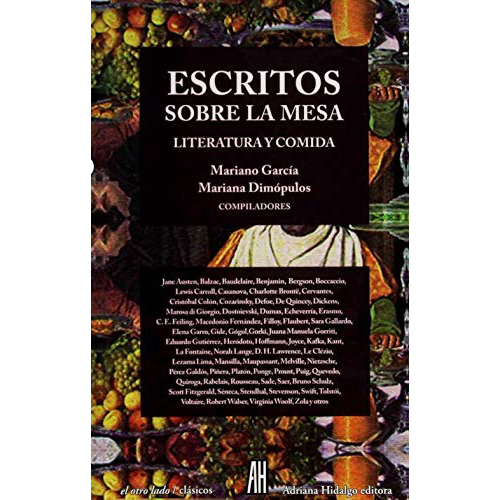 ESCRITOS
SOBRE LA MESA
LITERATURA Y COMIDA
Mariano García
Mariana Dimópulos
COMPILADORES
Jane Austen, Balzac, Baudelaire, Benjamin, Bergson, Boccaccio,
Lewis Carroll, Casanova, Charlotte Brontë, Cervantes,
Cristóbal Colón, Cozarinsky, Defoe, De Quincey, Dickens,
Marosa di Giorgio, Dostoievski, Dumas, Echeverría, Erasmo,
C. E. Feiling, Macedonio Fernández, Filloy, Flaubert, Sara Gallardo,
Elena Garro, Gide, Gógol, Gorki, Juana Manuela Gorriti,
Eduardo Gutiérrez, Heródoto, Hoffmann, Joyce, Kafka, Kant,
La Fontaine, Norah Lange, D. H. Lawrence, Le Clézio,
Lezama Lima, Mansilla, Maupassant, Melville, Nietzsche,
Pérez Galdós, Piñera, Platón, Ponge, Proust, Puig, Quevedo,
Quiroga, Rabelais, Rousseau, Sade, Saer, Bruno Schulz,
Scott Fitzgerald, Séneca, Stendhal, Stevenson, Swift, Tolstói,
Voltaire, Robert Walser, Virginia Woolf, Zola y otros
el otro lado / clásicos
AH
Adriana Hidalgo editora